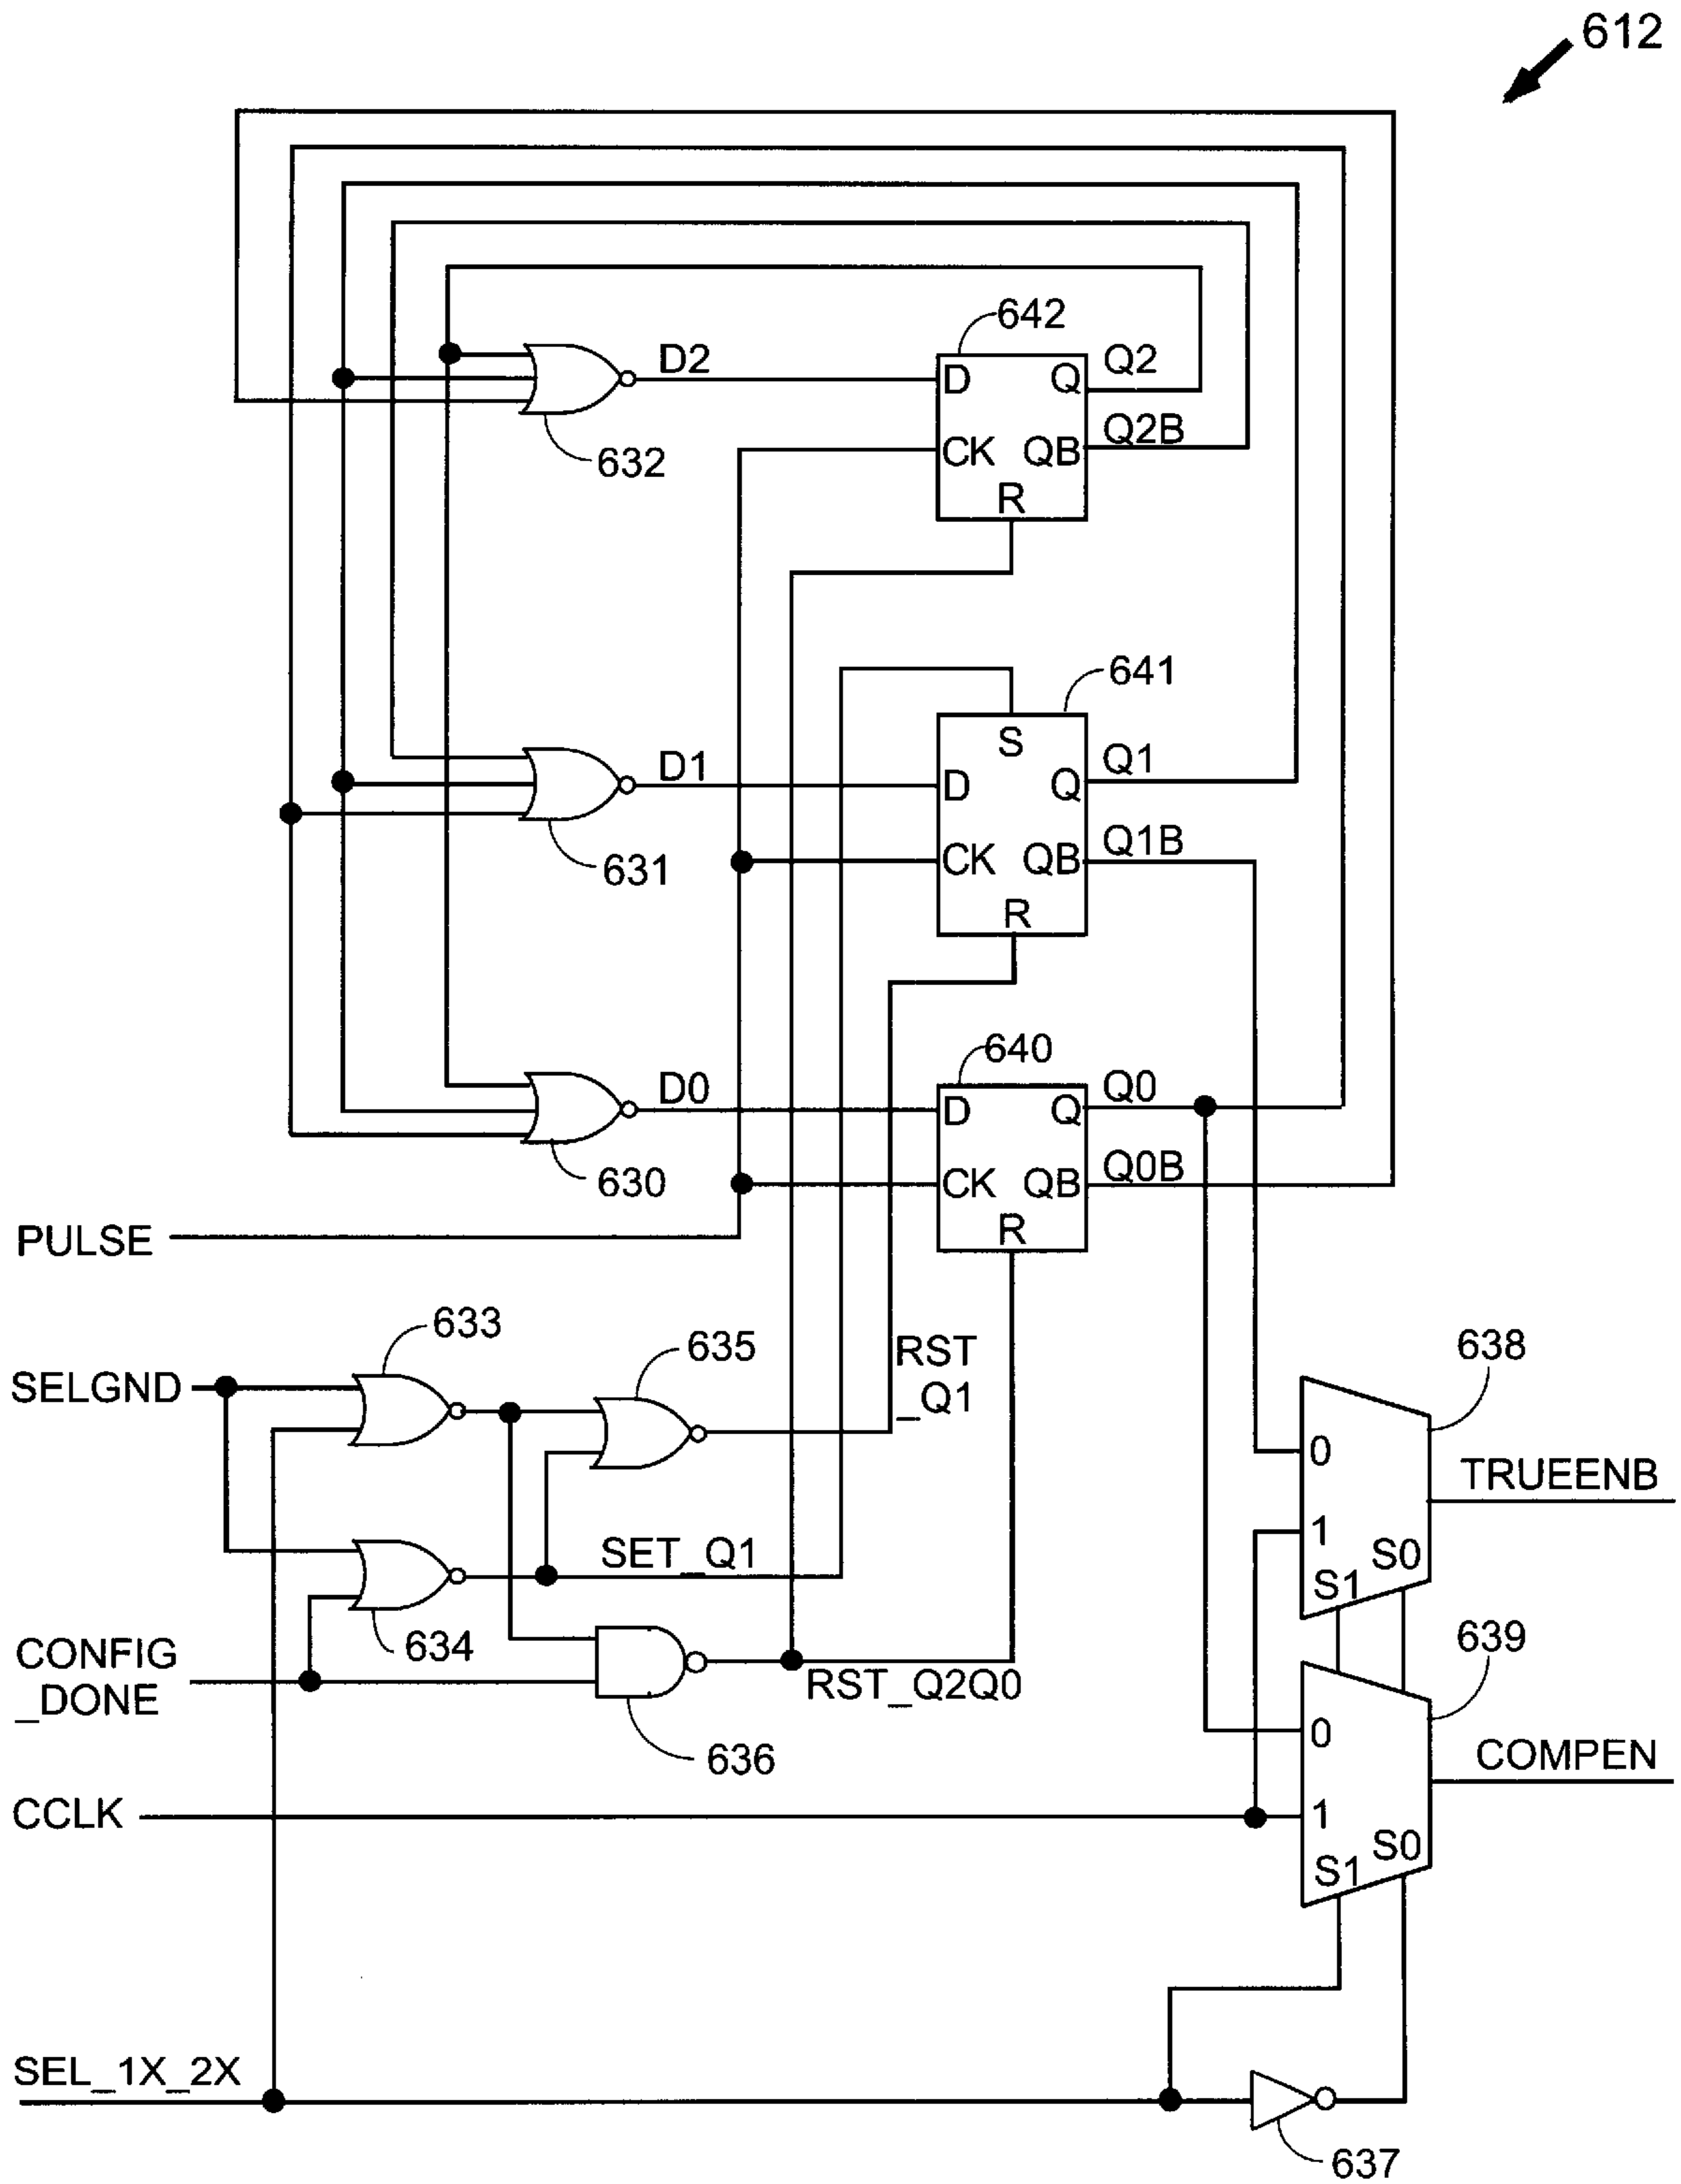 612
642
D2
D
Q
Q2
632
CK
QB
Q2B
R
641
S
D1
D
Q
Q1
631
CK
QB
Q1B
R
640
D0
D
Q
Q0
630
CK
QB
Q0B
R
PULSE
633
635
RST
_Q1
638
SELGND
0
TRUEENB
1
S0
S1
SET_Q1
634
639
CONFIG
_DONE
RST_Q2Q0
636
0
COMPEN
CCLK
1
S0
S1
SEL_1X_2X
637